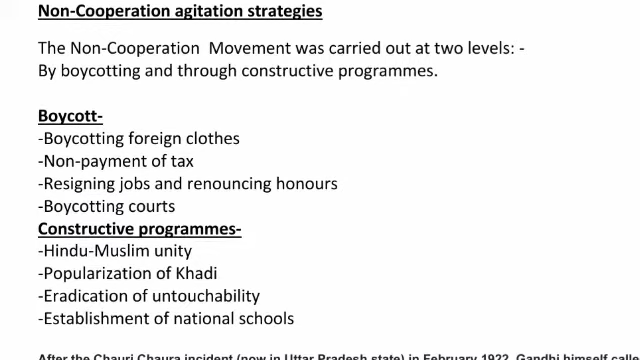 Non-Cooperation agitation strategies
The Non-Cooperation  Movement was carried out at two levels: -
By boycotting and through constructive programmes.
Boycott-
-Boycotting foreign clothes
-Non-payment of tax
-Resigning jobs and renouncing honours
-Boycotting courts
Constructive programmes-
-Hindu-Muslim unity
-Popularization of Khadi
-Eradication of untouchability
-Establishment of national schools
After the Chauri Chaura incident (now in Uttar Pradesh state) in February 1922, Gandhi himself calle